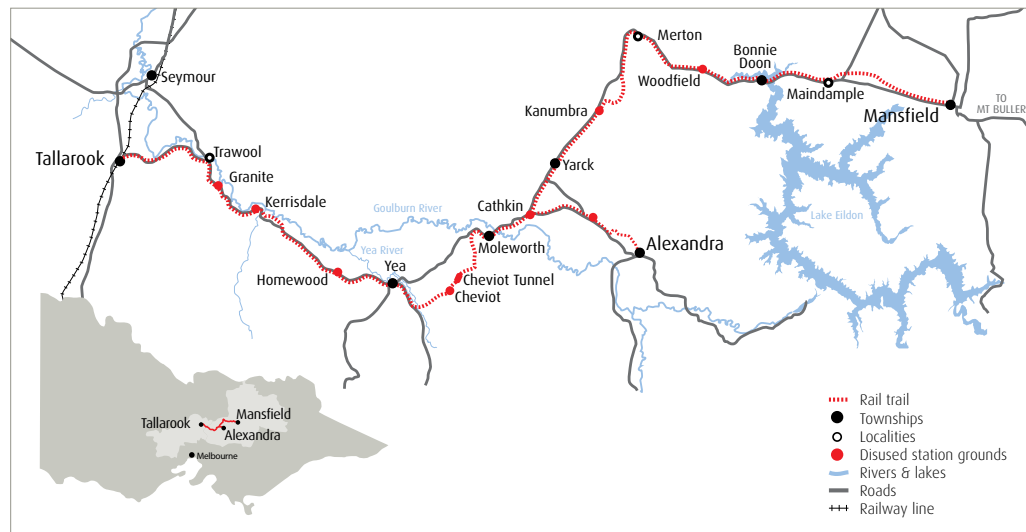 Merton
Seymour
Bonnie
Doon
Woodfield
Maindample
Kanumbra
Mansfield
TO
MT BULLER
Trawool
Tallarook
Yarck
Granite
Kerrisdale
Cathkin
Goulburn River
Lake Eildon
Moleworth
Alexandra
Yea River
Yea
Homewood
Cheviot Tunnel
Cheviot
Tallarook
Mansfield
Alexandra
Melbourne
Rail trail
Townships
Localities
Disused station grounds
Rivers & lakes
Roads
Railway line